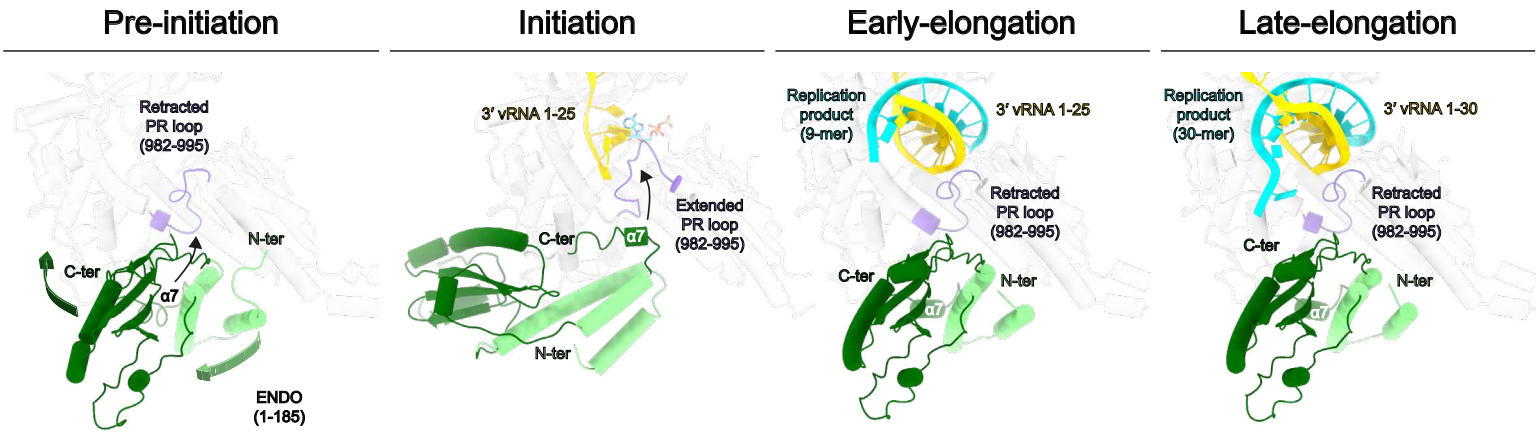 Pre-initiation
Initiation
Early-elongation
Late-elongation
Retracted
PR loop
(982-995)
N-ter
C-ter
α7
ENDO
(1-185)
3′ vRNA 1-25
Extended
PR loop
(982-995)
C-ter
α7
N-ter
Replication
product
(9-mer)
3′ vRNA 1-25
Retracted
PR loop
(982-995)
C-ter
N-ter
α7
Replication
product
(30-mer)
3′ vRNA 1-30
Retracted
PR loop
(982-995)
C-ter
C-ter
N-ter
α7